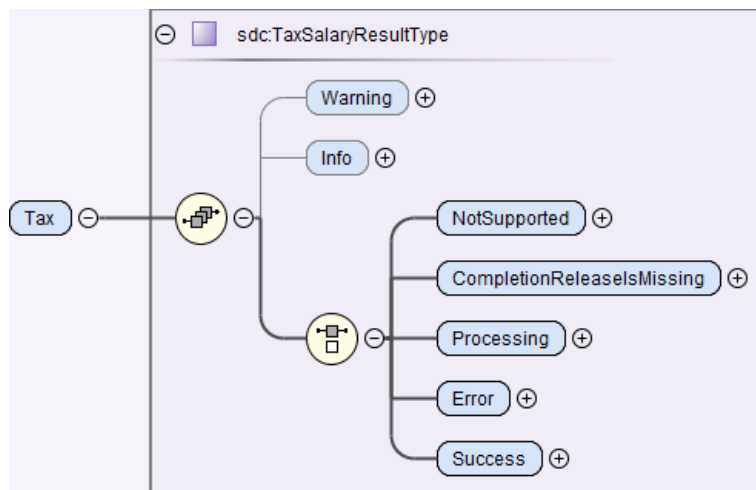 sdc:TaxSalaryResultType
Warning
Info
Tax
NotSupported
CompletionReleaseIsMissing
Processing
Error
Success